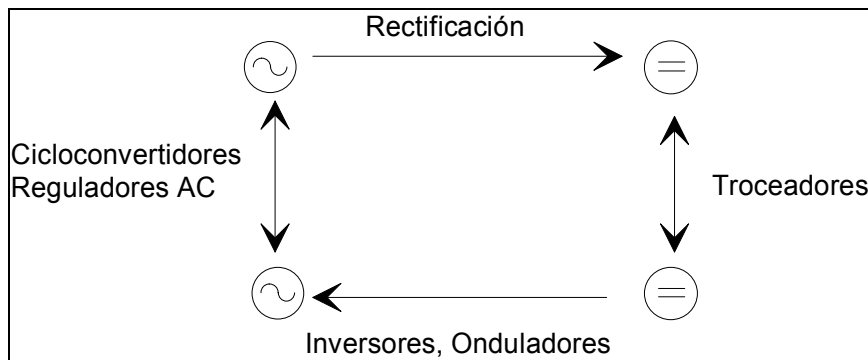 Rectificación
Cicloconvertidores
Reguladores AC
Troceadores
Inversores, Onduladores